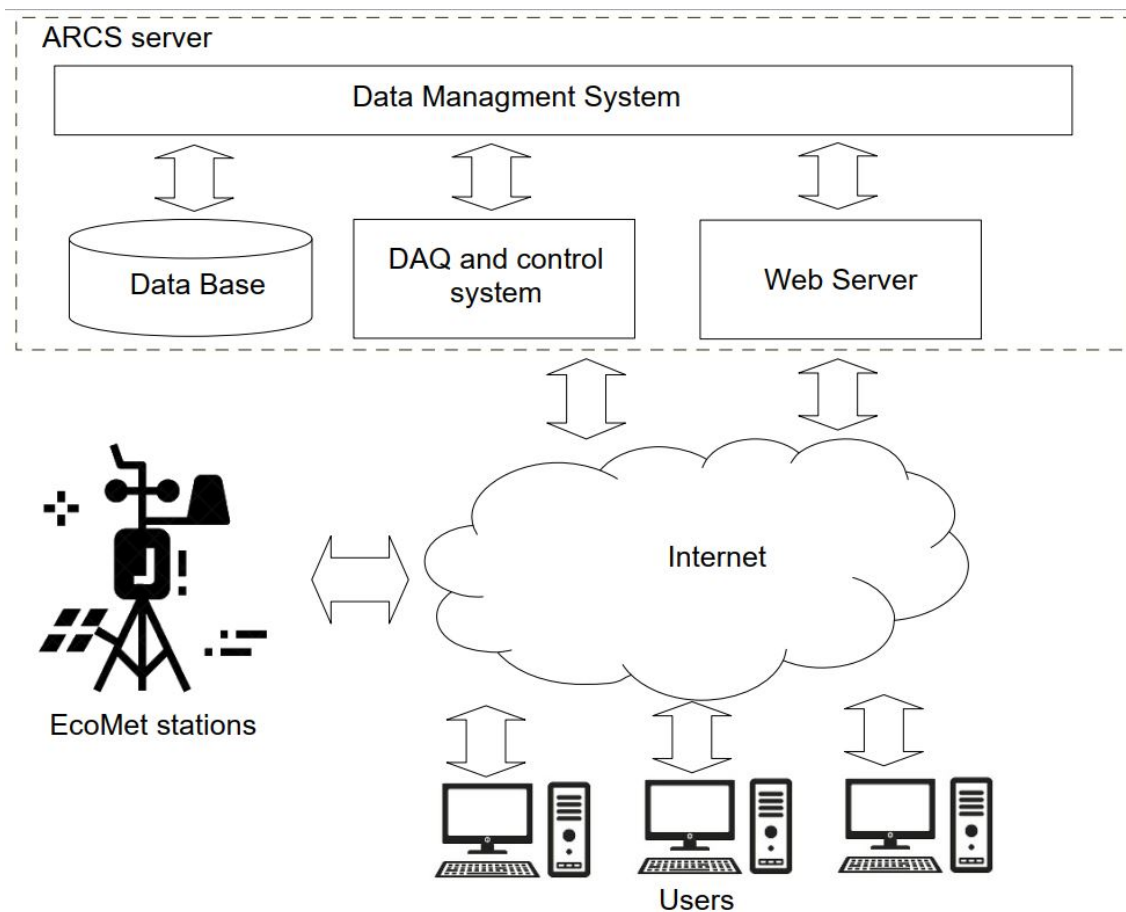 ARCS server
Data Managment System
Data Base
DAQ and control
system
Web Server
Internet
EcoMet stations
Users